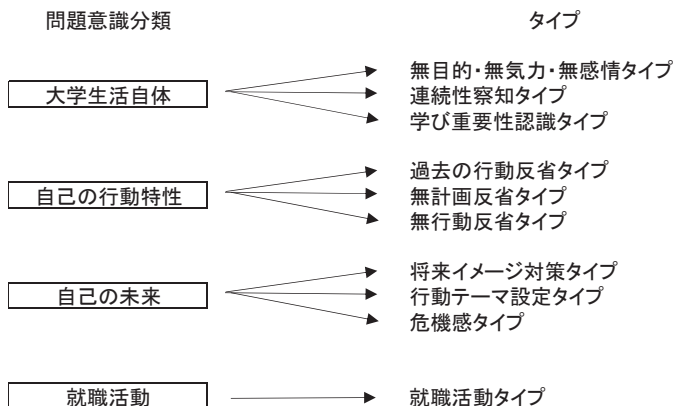 問題意識分類 タイプ
大学生活自体
無目的・無気力・無感情タイプ
連続性察知タイプ
学び重要性認識タイプ
自己の行動特性
過去の行動反省タイプ
無計画反省タイプ
無行動反省タイプ
自己の未来
将来イメージ対策タイプ
行動テーマ設定タイプ
危機感タイプ
就職活動
就職活動タイプ